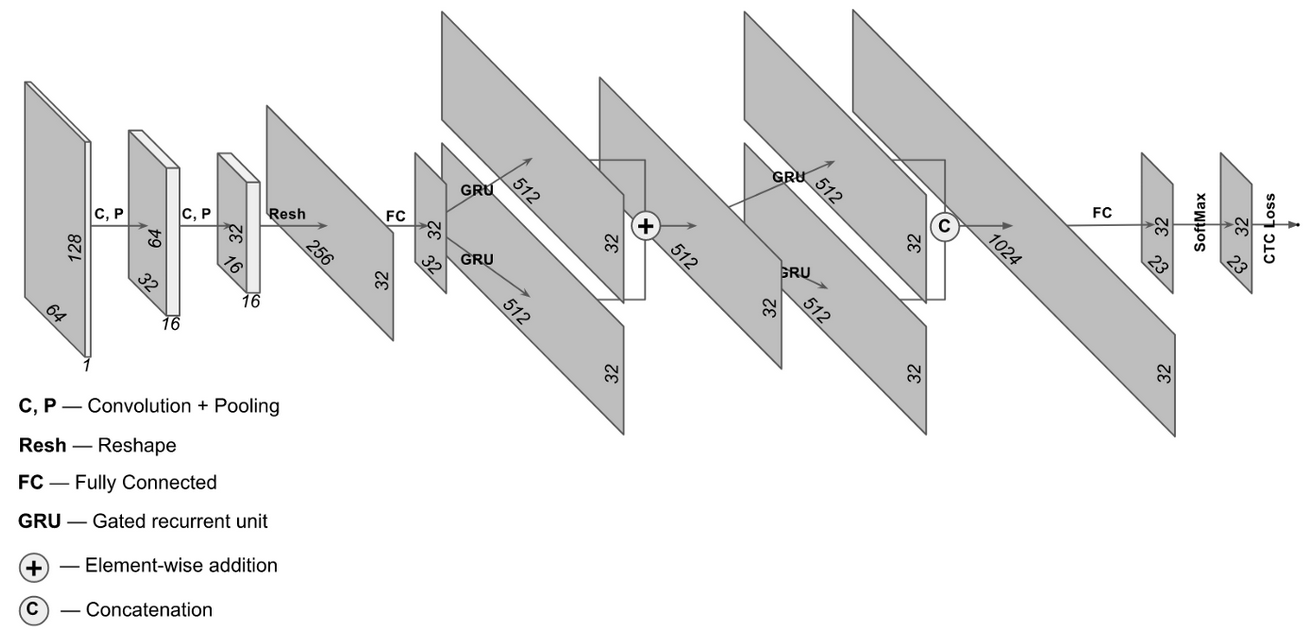 128
64
1
C, P
64
32
16
C, P
32
16
16
Resh
256
32
FC
32
32
GRU
512
32
GRU
512
32
+
512
32
GRU
512
32
GRU
512
32
C
1024
32
FC
32
23
SoftMax
32
23
CTC Loss
C, P — Convolution + Pooling
Resh — Reshape
FC — Fully Connected
GRU — Gated recurrent unit
+ — Element-wise addition
C — Concatenation